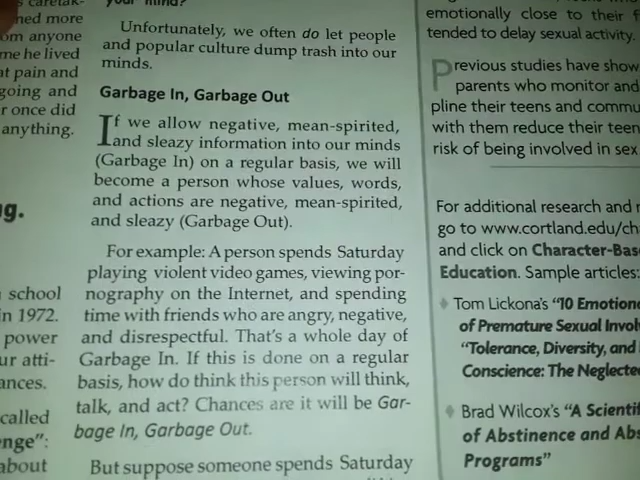 s caretak-
ned more
om anyone
me he lived
at pain and
going and
r once did
anything.
g.
school
in 1972.
power
ur atti-
ances.
called
nge":
about
your mind?
Unfortunately, we often do let people
and popular culture dump trash into our
minds.
Garbage In, Garbage Out
If we allow negative, mean-spirited,
and sleazy information into our minds
(Garbage In) on a regular basis, we will
become a person whose values, words,
and actions are negative, mean-spirited,
and sleazy (Garbage Out).
For example: A person spends Saturday
playing violent video games, viewing por-
nography on the Internet, and spending
time with friends who are angry, negative,
and disrespectful. That's a whole day of
Garbage In. If this is done on a regular
basis, how do think this person will think,
talk, and act? Chances are it will be Gar-
bage In, Garbage Out.
But suppose someone spends Saturday
emotionally close to their f
tended to delay sexual activity.
Previous studies have show
parents who monitor and
pline their teens and commu
with them reduce their teen
risk of being involved in sex
For additional research and r
go to www.cortland.edu/ch
and click on Character-Bas
Education. Sample articles:
♦ Tom Lickona's "10 Emotion
of Premature Sexual Invol
"Tolerance, Diversity, and
Conscience: The Neglecte
♦ Brad Wilcox's "A Scientif
of Abstinence and Abs
Programs"